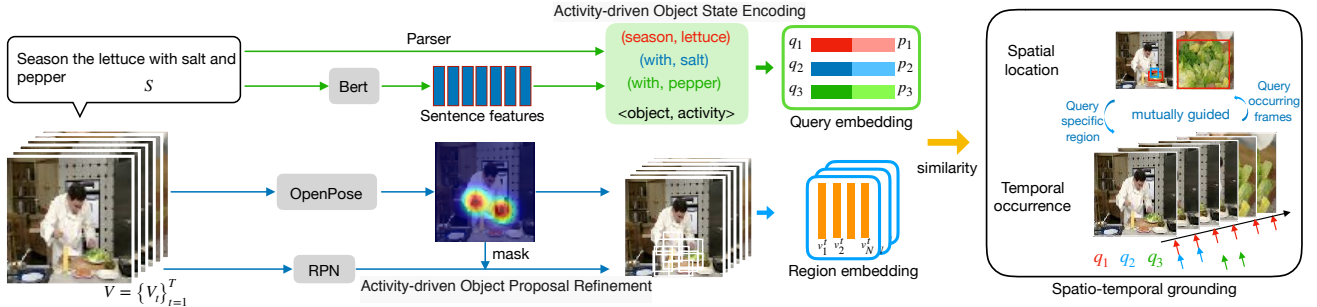 Activity-driven Object State Encoding
Season the lettuce with salt and
pepper
S
Parser
Bert
Sentence features
(season, lettuce)
(with, salt)
(with, pepper)
<object, activity>
q₁ p₁
q₂ p₂
q₃ p₃
Query embedding
OpenPose
RPN
mask
V = {Vₜ}ᵀₜ₌₁
Activity-driven Object Proposal Refinement
v₁ᵗ v₂ᵗ v_Nᵗ
Region embedding
similarity
Spatial
location
Query
specific
region
mutually guided
Query
occurring
frames
Temporal
occurrence
q₁ q₂ q₃
Spatio-temporal grounding